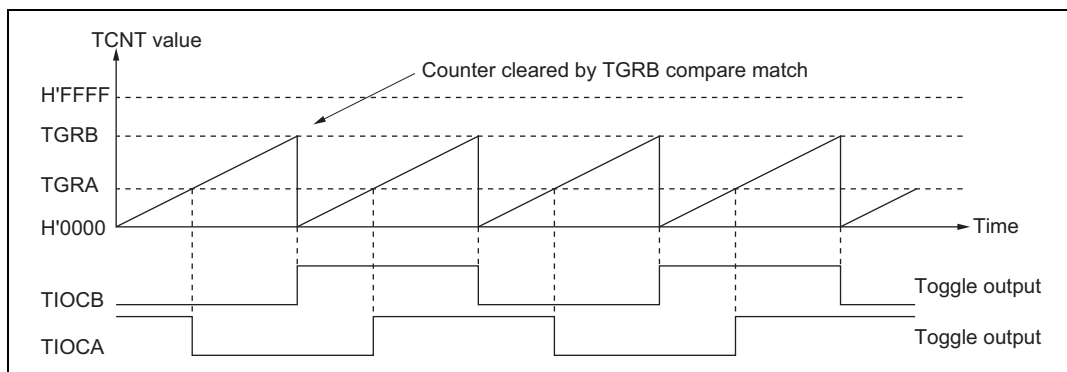 TCNT value
Counter cleared by TGRB compare match
H'FFFF
TGRB
TGRA
H'0000
Time
TIOCB
Toggle output
TIOCA
Toggle output